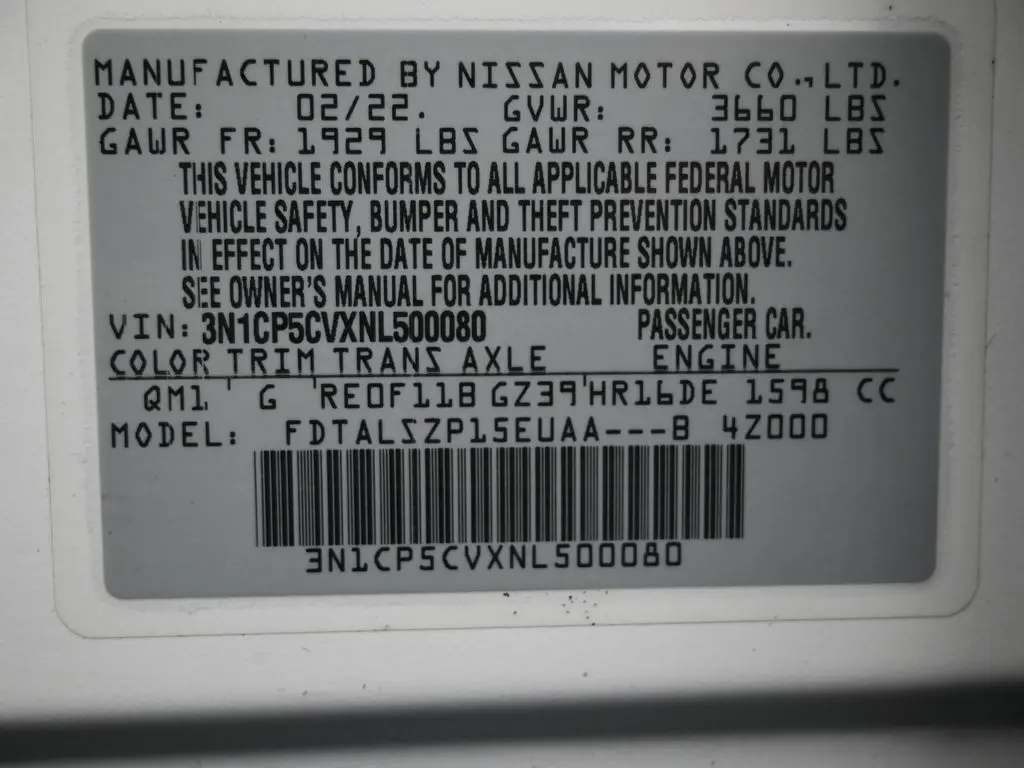 MANUFACTURED BY NISSAN MOTOR CO., LTD.
DATE: 02/22. GVWR: 3660 LBS
GAWR FR: 1929 LBS GAWR RR: 1731 LBS
THIS VEHICLE CONFORMS TO ALL APPLICABLE FEDERAL MOTOR
VEHICLE SAFETY, BUMPER AND THEFT PREVENTION STANDARDS
IN EFFECT ON THE DATE OF MANUFACTURE SHOWN ABOVE.
SEE OWNER'S MANUAL FOR ADDITIONAL INFORMATION.
VIN: 3N1CP5CVXNL500080 PASSENGER CAR.
COLOR TRIM TRANS AXLE ENGINE
QM1 ' G 'RE0F11B GZ39'HR16DE 1598 CC
MODEL: FDTALSZP15EUAA---B 4Z000
3N1CP5CVXNL500080